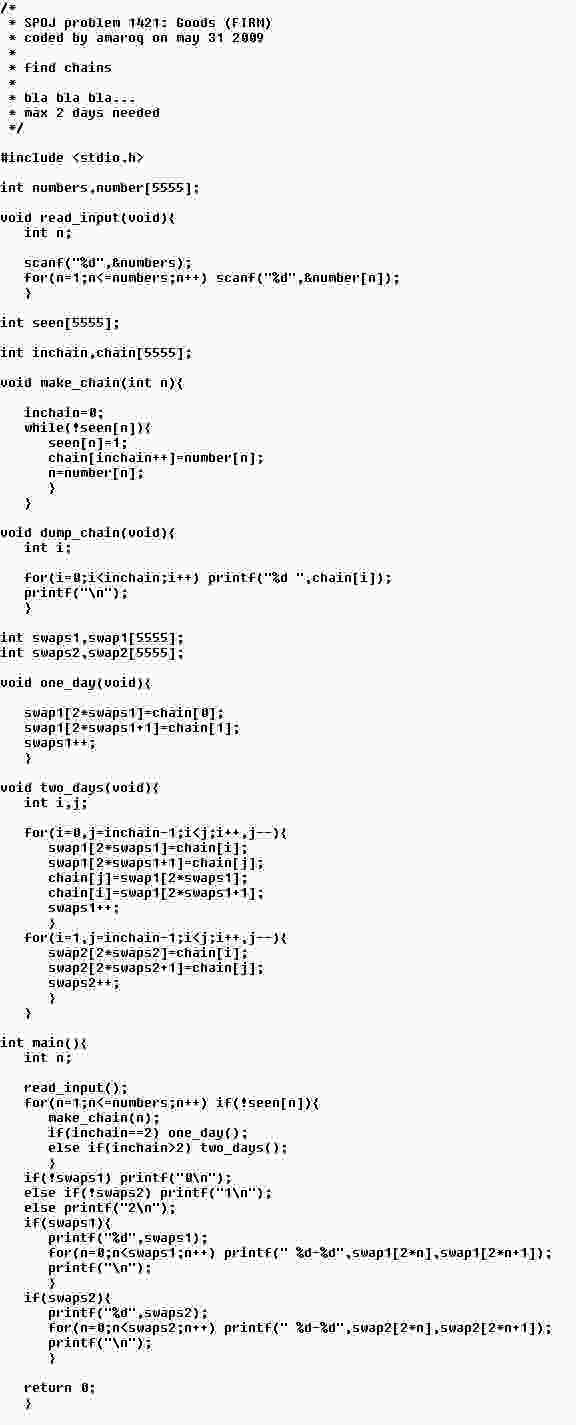 /*
 * SPOJ problem 1421: Goods (FIRM)
 * coded by amaroq on may 31 2009
 *
 * find chains
 *
 * bla bla bla...
 * max 2 days needed
 */

#include <stdio.h>

int numbers,number[5555];

void read_input(void){
   int n;

   scanf("%d",&numbers);
   for(n=1;n<=numbers;n++) scanf("%d",&number[n]);
   }

int seen[5555];

int inchain,chain[5555];

void make_chain(int n){

   inchain=0;
   while(!seen[n]){
      seen[n]=1;
      chain[inchain++]=number[n];
      n=number[n];
      }
   }

void dump_chain(void){
   int i;

   for(i=0;i<inchain;i++) printf("%d ",chain[i]);
   printf("\n");
   }

int swaps1,swap1[5555];
int swaps2,swap2[5555];

void one_day(void){

   swap1[2*swaps1]=chain[0];
   swap1[2*swaps1+1]=chain[1];
   swaps1++;
   }

void two_days(void){
   int i,j;

   for(i=0,j=inchain-1;i<j;i++,j--){
      swap1[2*swaps1]=chain[i];
      swap1[2*swaps1+1]=chain[j];
      chain[j]=swap1[2*swaps1];
      chain[i]=swap1[2*swaps1+1];
      swaps1++;
      }
   for(i=1,j=inchain-1;i<j;i++,j--){
      swap2[2*swaps2]=chain[i];
      swap2[2*swaps2+1]=chain[j];
      swaps2++;
      }
   }

int main(){
   int n;

   read_input();
   for(n=1;n<=numbers;n++) if(!seen[n]){
      make_chain(n);
      if(inchain==2) one_day();
      else if(inchain>2) two_days();
      }
   if(!swaps1) printf("0\n");
   else if(!swaps2) printf("1\n");
   else printf("2\n");
   if(swaps1){
      printf("%d",swaps1);
      for(n=0;n<swaps1;n++) printf(" %d-%d",swap1[2*n],swap1[2*n+1]);
      printf("\n");
      }
   if(swaps2){
      printf("%d",swaps2);
      for(n=0;n<swaps2;n++) printf(" %d-%d",swap2[2*n],swap2[2*n+1]);
      printf("\n");
      }

   return 0;
   }